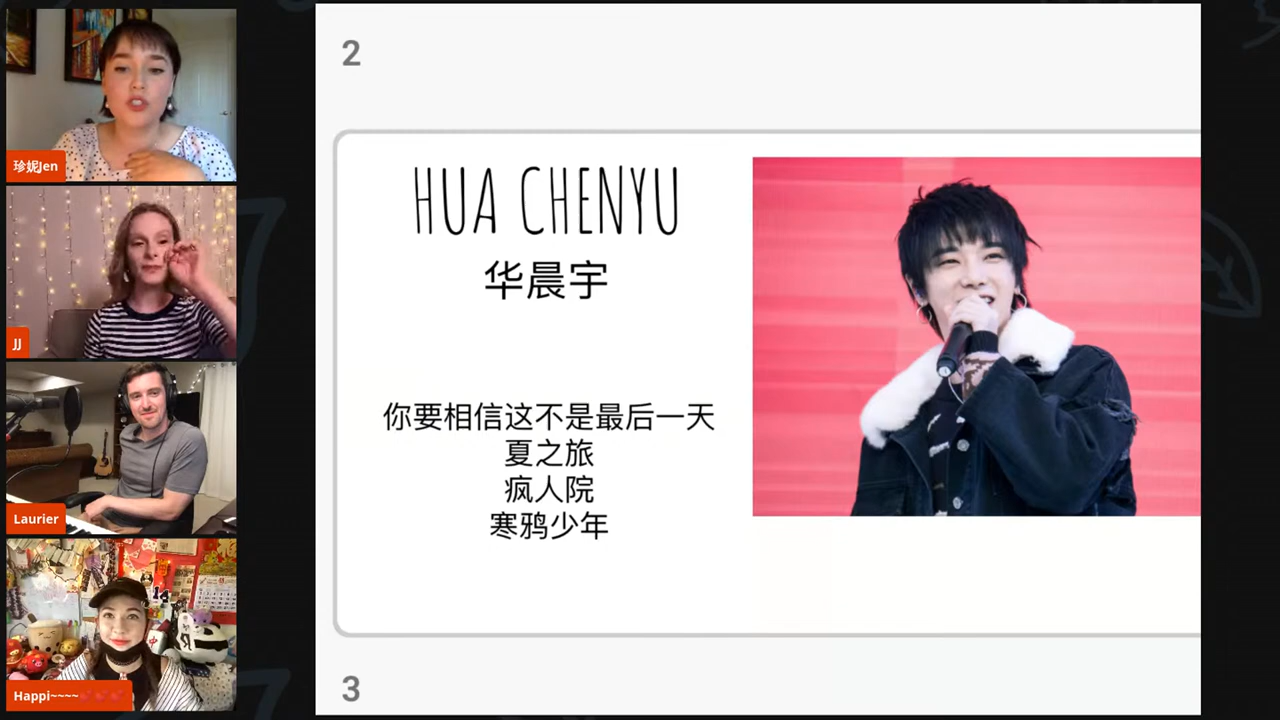 2
HUA CHENYU
华晨宇
你要相信这不是最后一天
夏之旅
疯人院
寒鸦少年
3
珍妮Jen
JJ
Laurier
Happi~~~~